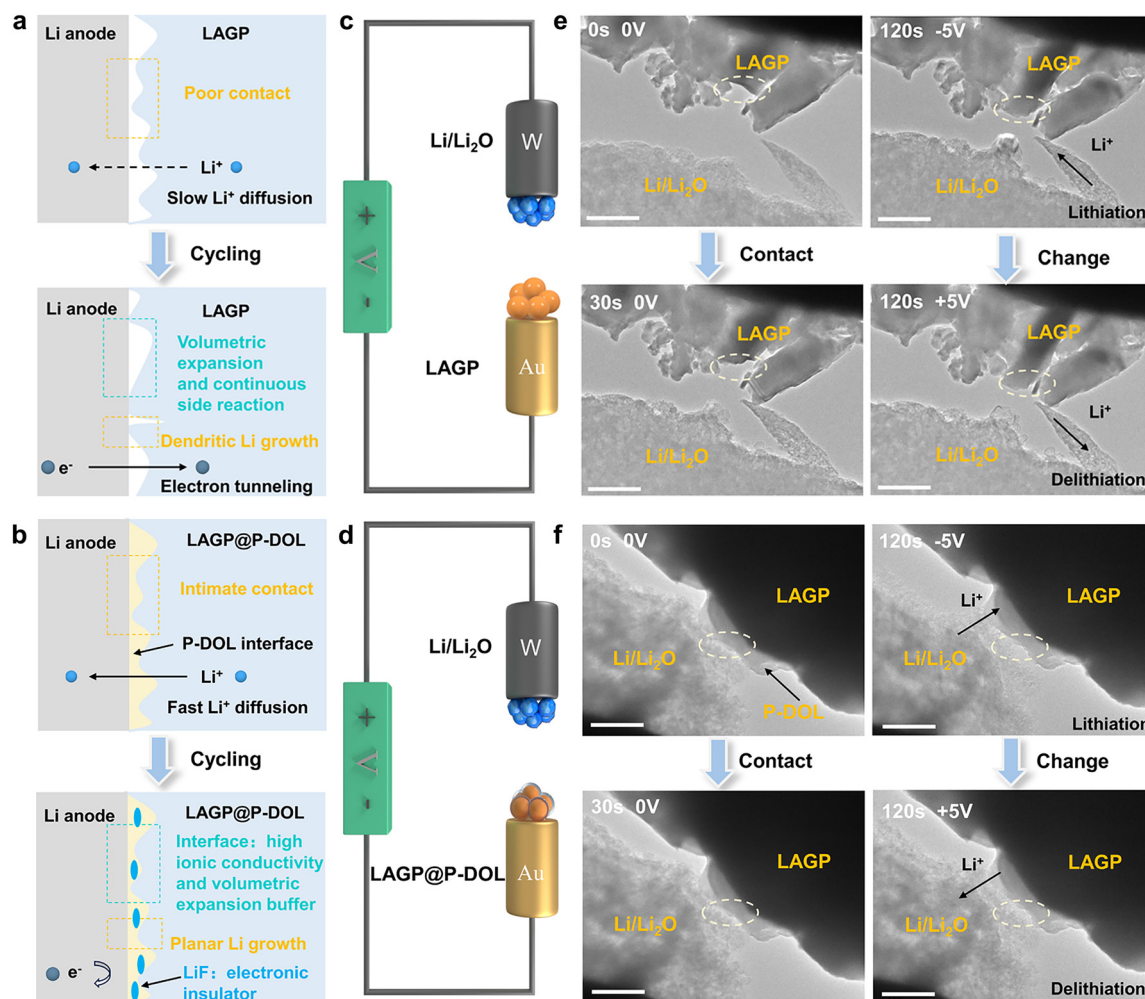 a
Li anode
LAGP
Poor contact
Li⁺
Slow Li⁺ diffusion
Cycling
Li anode
LAGP
Volumetric
expansion
and continuous
side reaction
Dendritic Li growth
e⁻
Electron tunneling
b
Li anode
LAGP@P-DOL
Intimate contact
P-DOL interface
Li⁺
Fast Li⁺ diffusion
Cycling
Li anode
LAGP@P-DOL
Interface：high
ionic conductivity
and volumetric
expansion buffer
Planar Li growth
e⁻
LiF：electronic
insulator
c
Li/Li₂O
W
+
V
-
LAGP
Au
d
Li/Li₂O
W
+
V
-
LAGP@P-DOL
Au
e
0s 0V
LAGP
Li/Li₂O
120s -5V
LAGP
Li⁺
Li/Li₂O
Lithiation
Contact
Change
30s 0V
LAGP
Li/Li₂O
120s +5V
LAGP
Li⁺
Li/Li₂O
Delithiation
f
0s 0V
LAGP
Li/Li₂O
P-DOL
120s -5V
Li⁺
LAGP
Li/Li₂O
Lithiation
Contact
Change
30s 0V
LAGP
Li/Li₂O
120s +5V
Li⁺
LAGP
Li/Li₂O
Delithiation